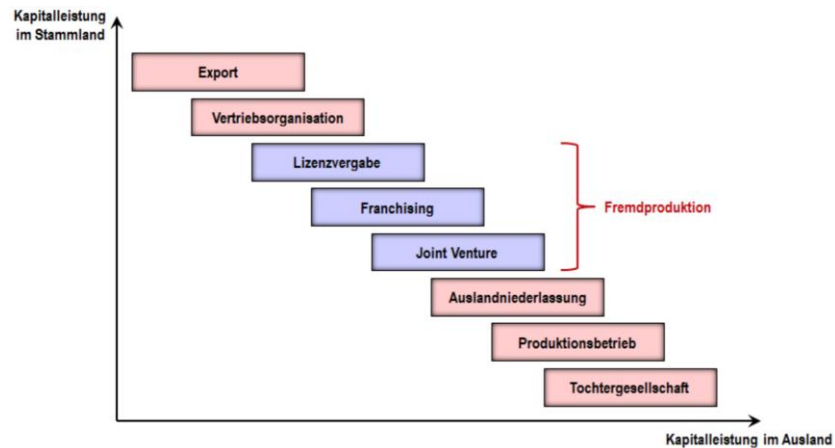 Kapitalleistung
im Stammland
Export
Vertriebsorganisation
Lizenzvergabe
Franchising
Fremdproduktion
Joint Venture
Auslandniederlassung
Produktionsbetrieb
Tochtergesellschaft
Kapitalleistung im Ausland